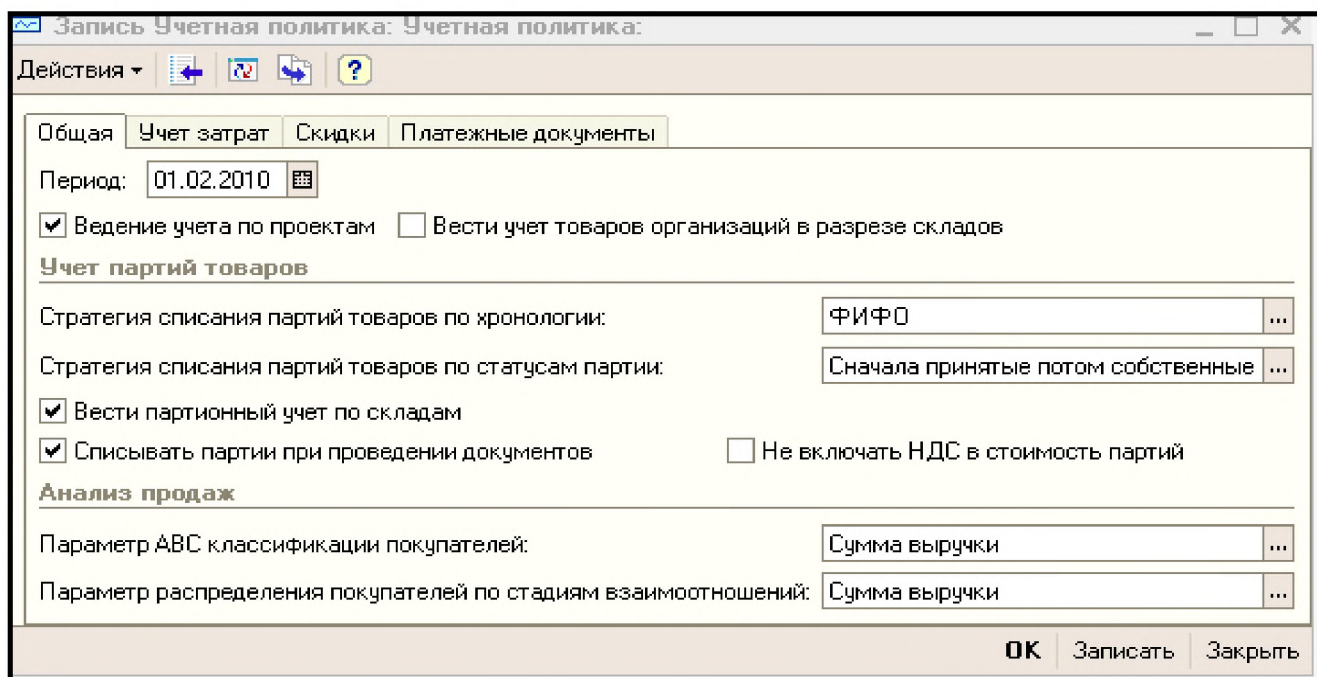 Запись Учетная политика: Учетная политика:
Действия
Общая Учет затрат Скидки Платежные документы
Период: 01.02.2010
Ведение учета по проектам Вести учет товаров организаций в разрезе складов
Учет партий товаров
Стратегия списания партий товаров по хронологии: ФИФО ...
Стратегия списания партий товаров по статусам партии: Сначала принятые потом собственные ...
Вести партионный учет по складам
Списывать партии при проведении документов Не включать НДС в стоимость партий
Анализ продаж
Параметр ABC классификации покупателей: Сумма выручки ...
Параметр распределения покупателей по стадиям взаимоотношений: Сумма выручки ...
ОК Записать Закрыть